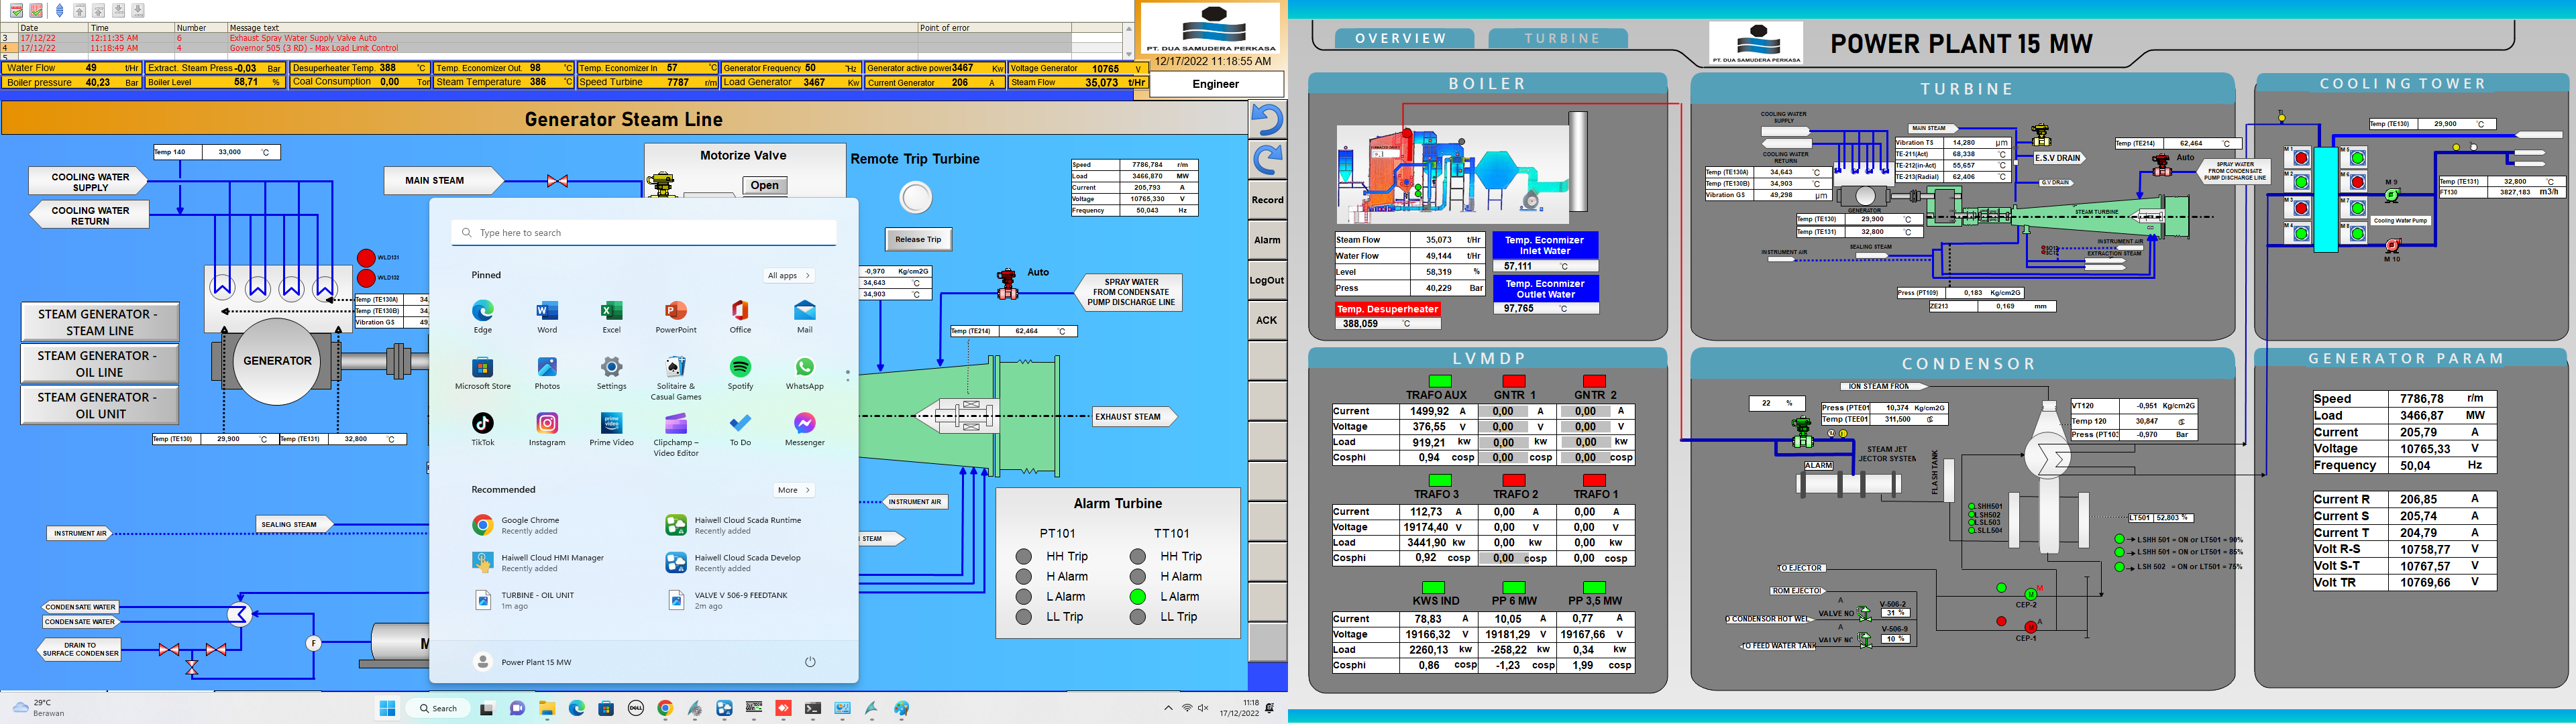 Date Time Number Message text Point of error
3 17/12/22 12:11:35 AM 6 Exhaust Spray Water Supply Valve Auto
4 17/12/22 11:18:49 AM 4 Governor 505 (3 RD) - Max Load Limit Control
5
PT. DUA SAMUDERA PERKASA
12/17/2022 11:18:55 AM
Engineer
Water Flow 49 t/Hr Extract. Steam Press -0,03 Bar Desuperheater Temp. 388 °C Temp. Economizer Out. 98 °C Temp. Economizer In 57 °C Generator Frequency 50 Hz Generator active power 3467 Kw Voltage Generator 10765 V
Boiler pressure 40,23 Bar Boiler Level 58,71 % Coal Consumption 0,00 Ton Steam Temperature 386 °C Speed Turbine 7787 r/m Load Generator 3467 Kw Current Generator 206 A Steam Flow 35,073 t/Hr
Generator Steam Line
Temp 140 33,000 °C
COOLING WATER
SUPPLY
COOLING WATER
RETURN
MAIN STEAM
Motorize Valve
Open
Remote Trip Turbine
Release Trip
Speed 7786,784 r/m
Load 3466,870 MW
Current 205,793 A
Voltage 10765,330 V
Frequency 50,043 Hz
Record
Alarm
LogOut
ACK
WLD131
WLD132
Temp (TE130A) 34,
Temp (TE130B) 34,
Vibration GS 49,
STEAM GENERATOR -
STEAM LINE
STEAM GENERATOR -
OIL LINE
STEAM GENERATOR -
OIL UNIT
GENERATOR
Temp (TE130) 29,900 °C Temp (TE131) 32,800 °C
-0,970 Kg/cm2G
34,643 °C
34,903 °C
Auto
SPRAY WATER
FROM CONDENSATE
PUMP DISCHARGE LINE
Temp (TE214) 62,464 °C
EXHAUST STEAM
INSTRUMENT AIR
STEAM
SEALING STEAM
INSTRUMENT AIR
CONDENSATE WATER
CONDENSATE WATER
DRAIN TO
SURFACE CONDENSER
F
M
Alarm Turbine
PT101 TT101
HH Trip HH Trip
H Alarm H Alarm
L Alarm L Alarm
LL Trip LL Trip
Type here to search
Pinned All apps
Edge Word Excel PowerPoint Office Mail
Microsoft Store Photos Settings Solitaire & Casual Games Spotify WhatsApp
TikTok Instagram Prime Video Clipchamp – Video Editor To Do Messenger
Recommended More
Google Chrome
Recently added
Haiwell Cloud Scada Runtime
Recently added
Haiwell Cloud HMI Manager
Recently added
Haiwell Cloud Scada Develop
Recently added
TURBINE - OIL UNIT
1m ago
VALVE V 506-9 FEEDTANK
2m ago
Power Plant 15 MW
29°C
Berawan
Search
DELL
11:18
17/12/2022
OVERVIEW TURBINE
PT. DUA SAMUDERA PERKASA
POWER PLANT 15 MW
BOILER
Steam Flow 35,073 t/Hr
Water Flow 49,144 t/Hr
Level 58,319 %
Press 40,229 Bar
Temp. Econmizer
Inlet Water
57,111 °C
Temp. Econmizer
Outlet Water
97,765 °C
Temp. Desuperheater
388,059 °C
TURBINE
COOLING WATER
SUPPLY
COOLING WATER
RETURN
MAIN STEAM
Vibration TS 14,280 µm
TE-211(Act) 68,338 °C
TE-212(in-Act) 55,657 °C
TE-213(Radial) 62,406 °C
E.S.V DRAIN
G.V DRAIN
Temp (TE214) 62,464 °C
Auto
SPRAY WATER
FROM CONDENSATE
PUMP DISCHARGE LINE
Temp (TE130A) 34,643 °C
Temp (TE130B) 34,903 °C
Vibration GS 49,298 µm
GENERATOR
Temp (TE130) 29,900 °C
Temp (TE131) 32,800 °C
STEAM TURBINE
INSTRUMENT AIR
SEALING STEAM
INSTRUMENT AIR
EXTRACTION STEAM
Press (PT109) 0,183 Kg/cm2G
ZE213 0,169 mm
COOLING TOWER
Temp (TE130) 29,900 °C
Temp (TE131) 32,800 °C
FT130 3827,183 m3/h
M 1
M 2
M 3
M 4
M 5
M 6
M 7
M 8
M 9
Cooling Water Pump
M 10
LVMDP
TRAFO AUX GNTR 1 GNTR 2
Current 1499,92 A 0,00 A 0,00 A
Voltage 376,55 V 0,00 V 0,00 V
Load 919,21 kw 0,00 kw 0,00 kw
Cosphi 0,94 cosp 0,00 cosp 0,00 cosp
TRAFO 3 TRAFO 2 TRAFO 1
Current 112,73 A 0,00 A 0,00 A
Voltage 19174,40 V 0,00 V 0,00 V
Load 3441,90 kw 0,00 kw 0,00 kw
Cosphi 0,92 cosp 0,00 cosp 0,00 cosp
KWS IND PP 6 MW PP 3,5 MW
Current 78,83 A 10,05 A 0,77 A
Voltage 19166,32 V 19181,29 V 19167,66 V
Load 2260,13 kw -258,22 kw 0,34 kw
Cosphi 0,86 cosp -1,23 cosp 1,99 cosp
CONDENSOR
ION STEAM FROM
22 %
Press (PTE01 10,374 Kg/cm2G
Temp (TEE01 311,500 °C
VT120 -0,951 Kg/cm2G
Temp 120 30,847 °C
Press (PT103 -0,970 Bar
STEAM JET
JECTOR SYSTEM
ALARM
FLASH TANK
LSHH501
LSH502
LSL503
LSLL504
LT501 52,803 %
LSHH 501 = ON or LT501 = 90%
LSHH 501 = ON or LT501 = 85%
LSH 502 = ON or LT501 = 75%
TO EJECTOR
ROM EJECTOR
A
VALVE NO
V-506-2
31 %
O CONDENSOR HOT WEL
A
VALVE NC
V-506-9
10 %
TO FEED WATER TANK
M
CEP-2
A
CEP-1
GENERATOR PARAM
Speed 7786,78 r/m
Load 3466,87 MW
Current 205,79 A
Voltage 10765,33 V
Frequency 50,04 Hz
Current R 206,85 A
Current S 205,74 A
Current T 204,79 A
Volt R-S 10758,77 V
Volt S-T 10767,57 V
Volt TR 10769,66 V